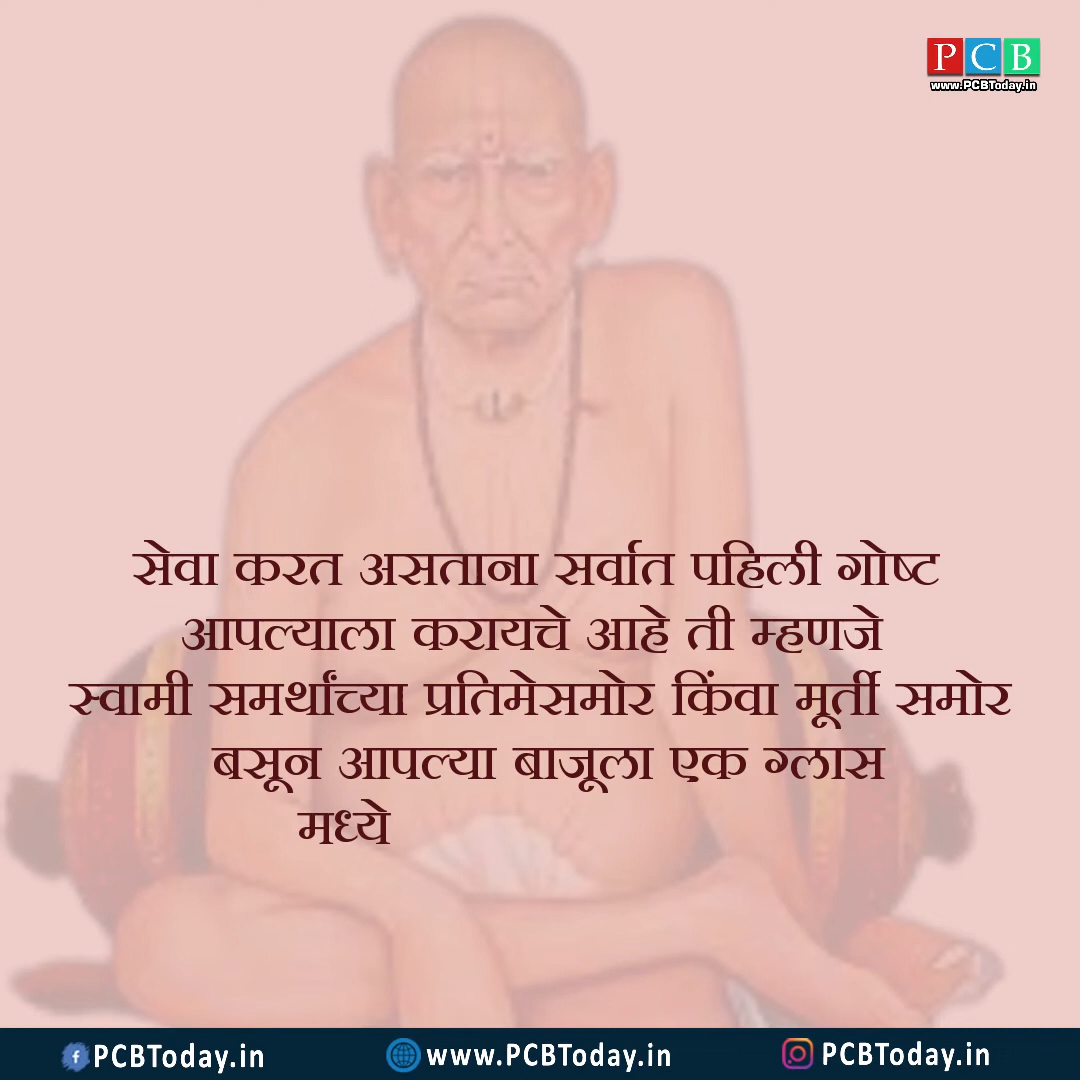 PCB
www.PCBToday.in
सेवा करत असताना सर्वात पहिली गोष्ट
आपल्याला करायचे आहे ती म्हणजे
स्वामी समर्थांच्या प्रतिमेसमोर किंवा मूर्ती समोर
बसून आपल्या बाजूला एक ग्लास
मध्ये
PCBToday.in www.PCBToday.in PCBToday.in